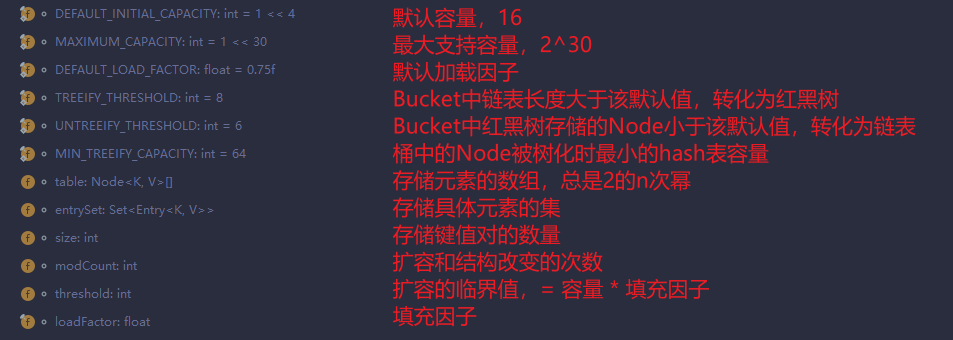 DEFAULT_INITIAL_CAPACITY: int = 1 << 4 默认容量，16
MAXIMUM_CAPACITY: int = 1 << 30 最大支持容量，2^30
DEFAULT_LOAD_FACTOR: float = 0.75f 默认加载因子
TREEIFY_THRESHOLD: int = 8 Bucket中链表长度大于该默认值，转化为红黑树
UNTREEIFY_THRESHOLD: int = 6 Bucket中红黑树存储的Node小于该默认值，转化为链表
MIN_TREEIFY_CAPACITY: int = 64 桶中的Node被树化时最小的hash表容量
table: Node<K, V>[] 存储元素的数组，总是2的n次幂
entrySet: Set<Entry<K, V>> 存储具体元素的集
size: int 存储键值对的数量
modCount: int 扩容和结构改变的次数
threshold: int 扩容的临界值，= 容量 * 填充因子
loadFactor: float 填充因子